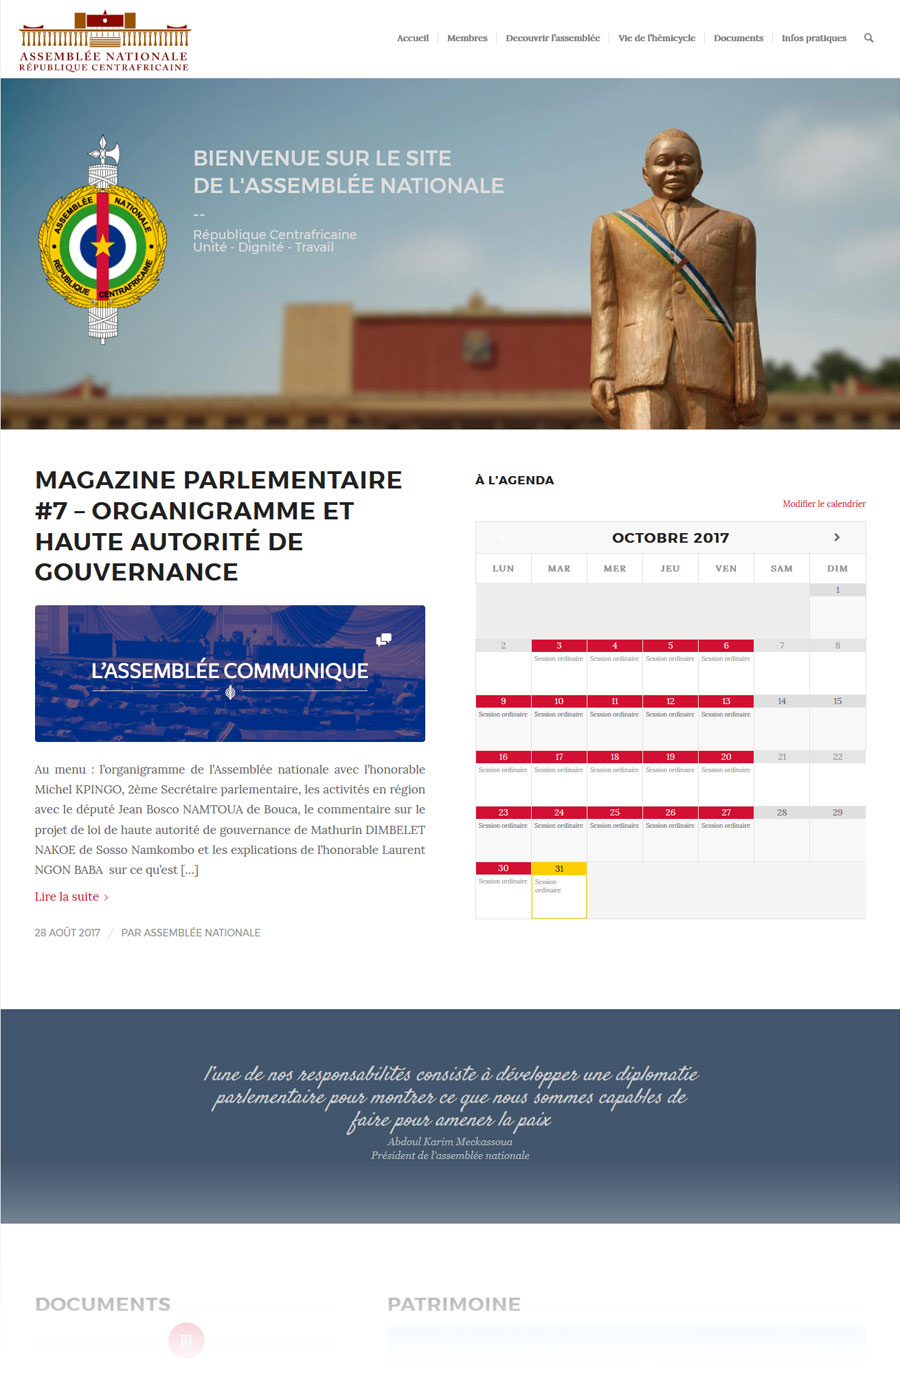 ASSEMBLÉE NATIONALE
RÉPUBLIQUE CENTRAFRICAINE
Accueil
Membres
Decouvrir l'assemblée
Vie de l'hémicycle
Documents
Infos pratiques
ASSEMBLÉE NATIONALE
RÉPUBLIQUE CENTRAFRICAINE
BIENVENUE SUR LE SITE
DE L'ASSEMBLÉE NATIONALE
--
République Centrafricaine
Unité - Dignité - Travail
MAGAZINE PARLEMENTAIRE
#7 – ORGANIGRAMME ET
HAUTE AUTORITÉ DE
GOUVERNANCE
L'ASSEMBLÉE COMMUNIQUE
Au menu : l'organigramme de l'Assemblée nationale avec l'honorable
Michel KPINGO, 2ème Secrétaire parlementaire, les activités en région
avec le député Jean Bosco NAMTOUA de Bouca, le commentaire sur le
projet de loi de haute autorité de gouvernance de Mathurin DIMBELET
NAKOE de Sosso Namkombo et les explications de l'honorable Laurent
NGON BABA sur ce qu'est [...]
Lire la suite >
28 AOÛT 2017 / PAR ASSEMBLÉE NATIONALE
À L'AGENDA
Modifier le calendrier
OCTOBRE 2017
LUN MAR MER JEU VEN SAM DIM
1
2 3 4 5 6 7 8
Session ordinaire Session ordinaire Session ordinaire Session ordinaire
9 10 11 12 13 14 15
Session ordinaire Session ordinaire Session ordinaire Session ordinaire Session ordinaire
16 17 18 19 20 21 22
Session ordinaire Session ordinaire Session ordinaire Session ordinaire Session ordinaire
23 24 25 26 27 28 29
Session ordinaire Session ordinaire Session ordinaire Session ordinaire Session ordinaire
30 31
Session ordinaire Session
ordinaire
l'une de nos responsabilités consiste à développer une diplomatie
parlementaire pour montrer ce que nous sommes capables de
faire pour amener la paix
Abdoul Karim Meckassoua
Président de l'assemblée nationale
DOCUMENTS
PATRIMOINE